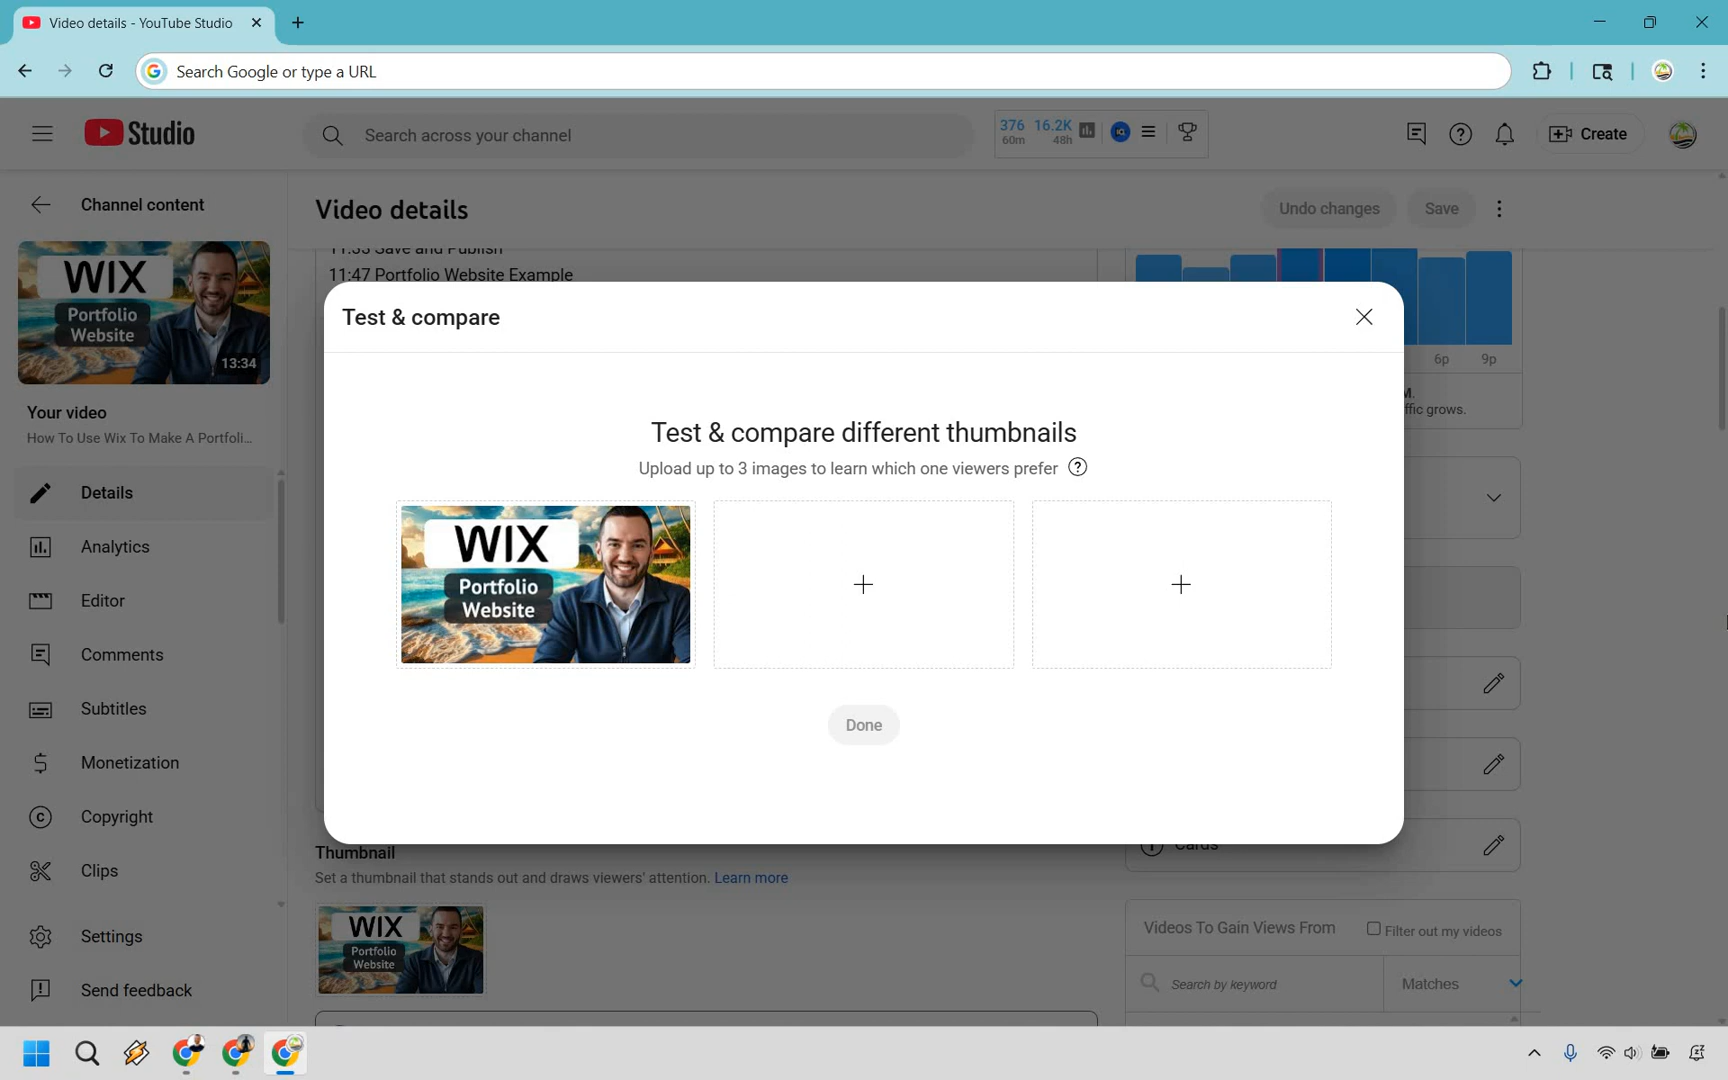 Video details - YouTube Studio
Search Google or type a URL
Studio
Search across your channel
376 16.2K
60m 48h
Create
Channel content
Video details
Undo changes
Save
WIX
Portfolio
Website
13:34
11:33 Save and Publish
11:47 Portfolio Website Example
Your video
How To Use Wix To Make A Portfoli...
Details
Analytics
Editor
Comments
Subtitles
Monetization
Copyright
Clips
Settings
Send feedback
Test & compare
Test & compare different thumbnails
Upload up to 3 images to learn which one viewers prefer
WIX
Portfolio
Website
Done
6p 9p
M.
ffic grows.
Cards
Thumbnail
Set a thumbnail that stands out and draws viewers' attention. Learn more
WIX
Portfolio
Website
Videos To Gain Views From
Filter out my videos
Search by keyword
Matches